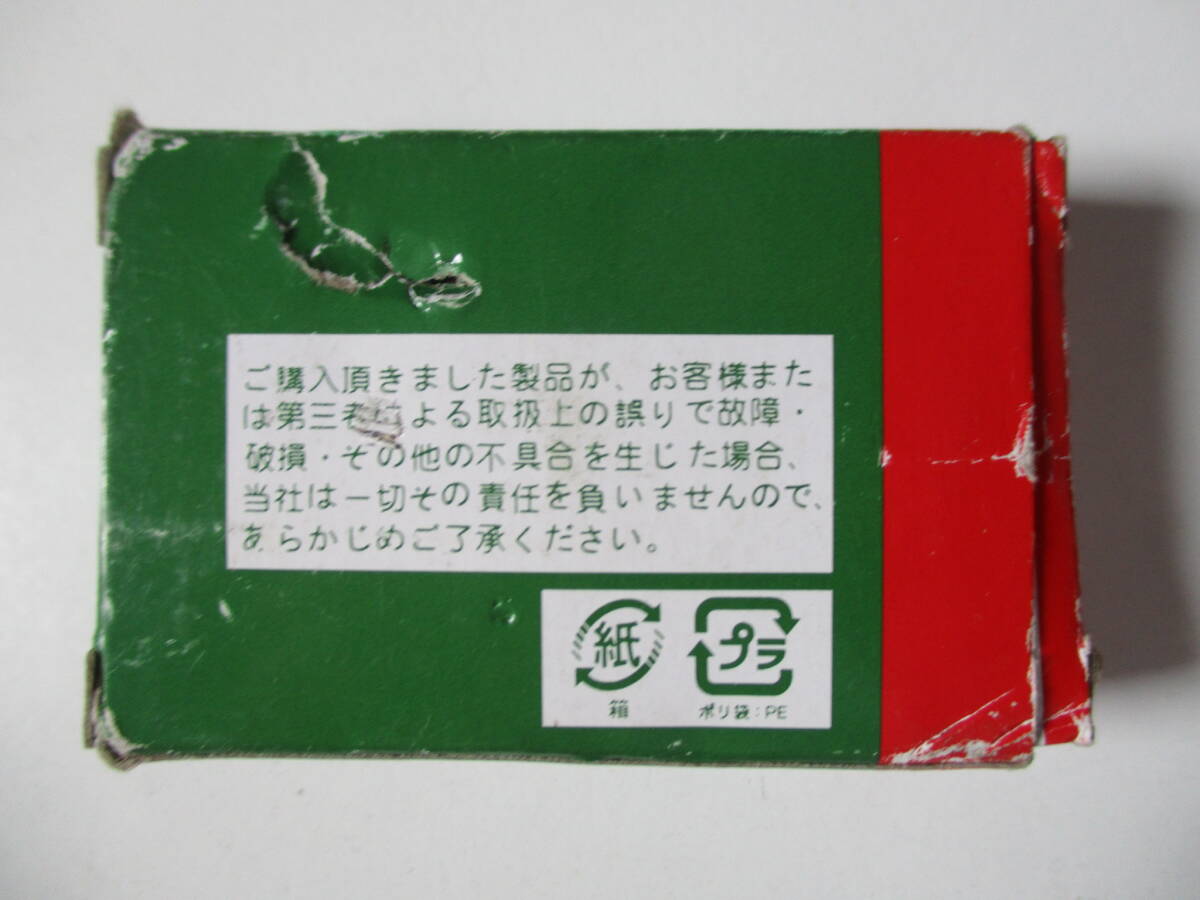 ご購入頂きました製品が、お客様また
は第三者による取扱上の誤りで故障・
破損・その他の不具合を生じた場合、
当社は一切その責任を負いませんので、
あらかじめご了承ください。
紙
プラ
箱
ポリ袋:PE